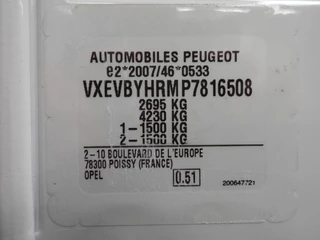 AUTOMOBILES PEUGEOT
e2*2007/46*0533
VXEVBYHRMP7816508
2695 KG
4230 KG
1-1500 KG
2-1500 KG
2-10 BOULEVARD DE L'EUROPE
78300 POISSY (FRANCE)
OPEL 0.51 200647721